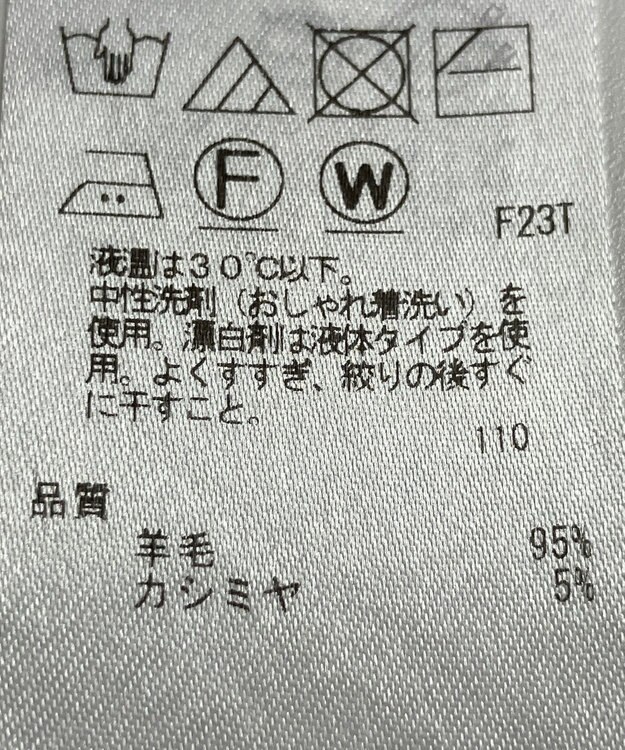 F W
F23T
液温は30℃以下。
中性洗剤（おしゃれ着洗い）を
使用。漂白剤は液体タイプを使
用。よくすすぎ、絞りの後すぐ
に干すこと。
110
品質
羊毛 95%
カシミヤ 5%